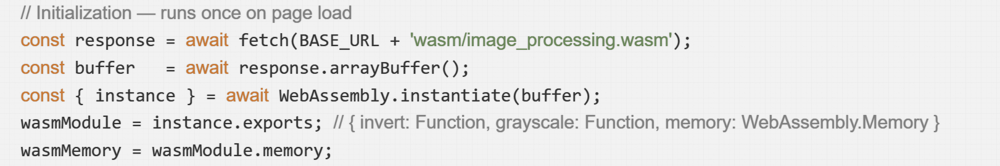 // Initialization — runs once on page load
const response = await fetch(BASE_URL + 'wasm/image_processing.wasm');
const buffer   = await response.arrayBuffer();
const { instance } = await WebAssembly.instantiate(buffer);
wasmModule = instance.exports; // { invert: Function, grayscale: Function, memory: WebAssembly.Memory }
wasmMemory = wasmModule.memory;